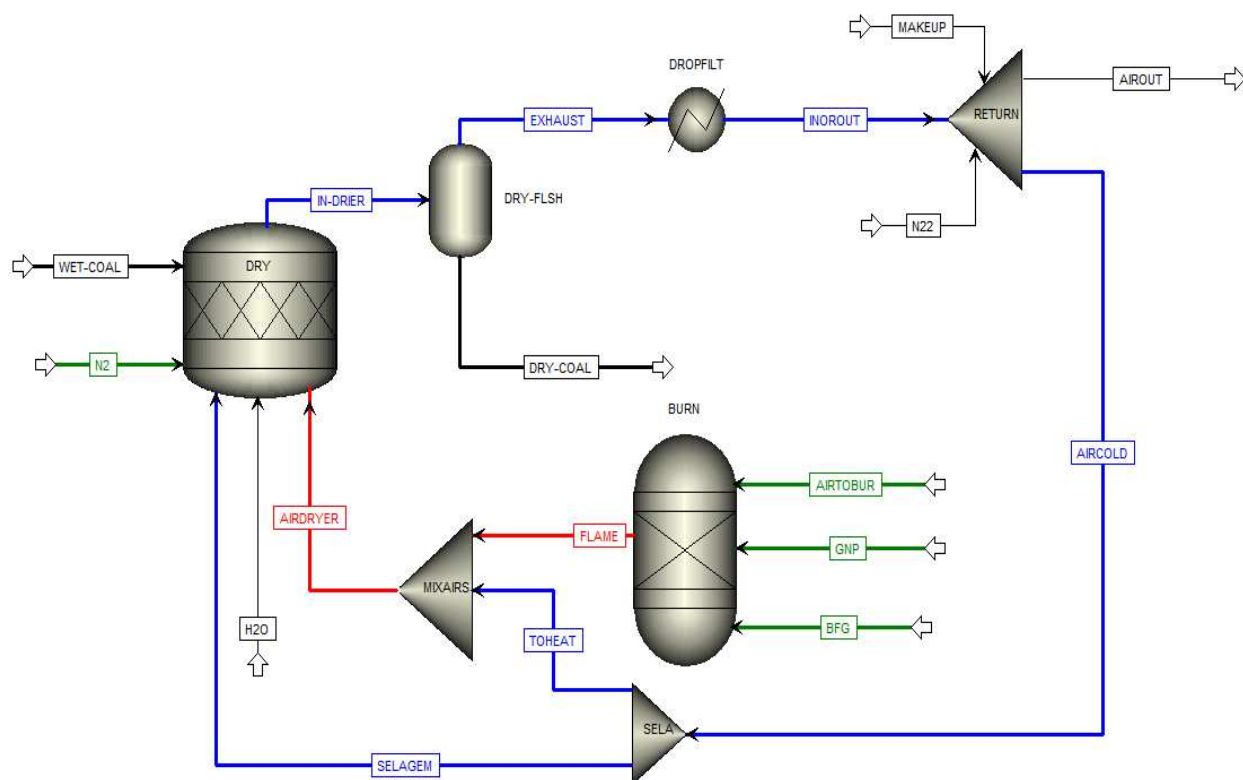 MAKEUP
DROPFILT
AIROUT
EXHAUST
INOROUT
RETURN
IN-DRIER
DRY-FLSH
N22
WET-COAL
DRY
N2
DRY-COAL
BURN
AIRCOLD
AIRTOBUR
AIRDRYER
FLAME
GNP
MIXAIRS
H2O
TOHEAT
BFG
SELA
SELAGEM